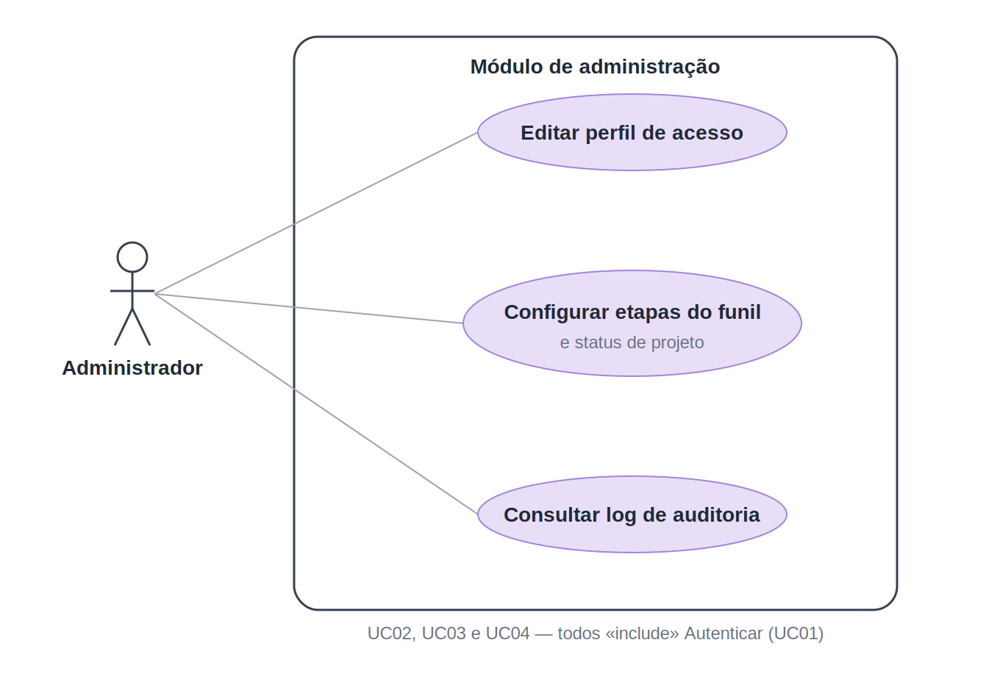 Módulo de administração
Editar perfil de acesso
Configurar etapas do funil
e status de projeto
Administrador
Consultar log de auditoria
UC02, UC03 e UC04 — todos «include» Autenticar (UC01)